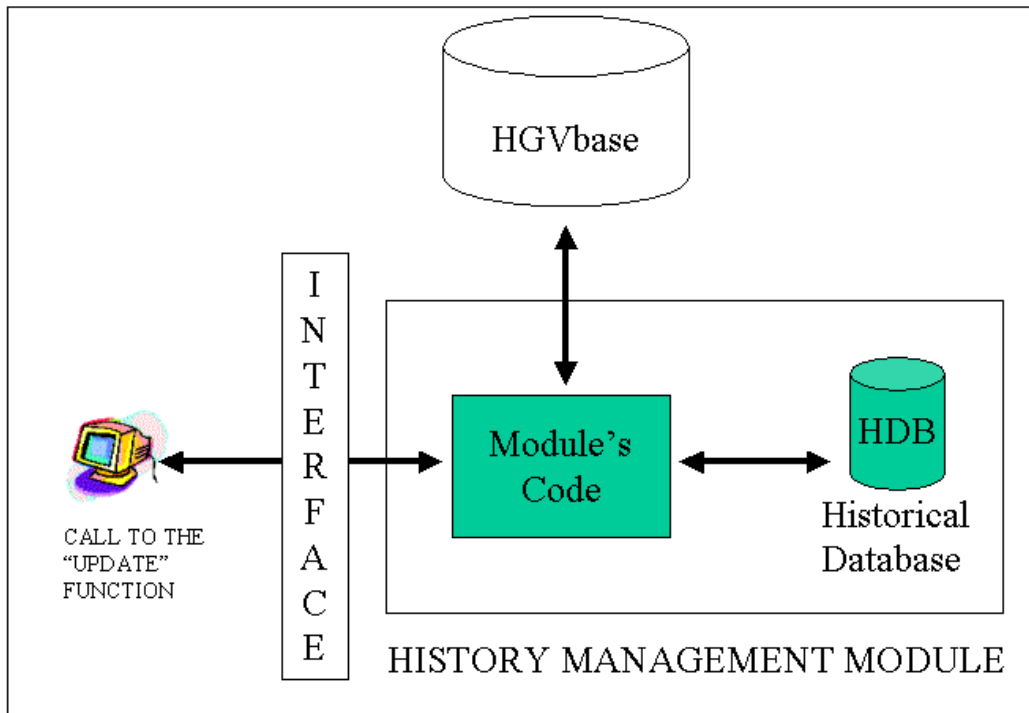 HGVbase
I
N
T
E
R
F
A
C
E
Module’s
Code
HDB
Historical
Database
CALL TO THE
“UPDATE”
FUNCTION
HISTORY MANAGEMENT MODULE